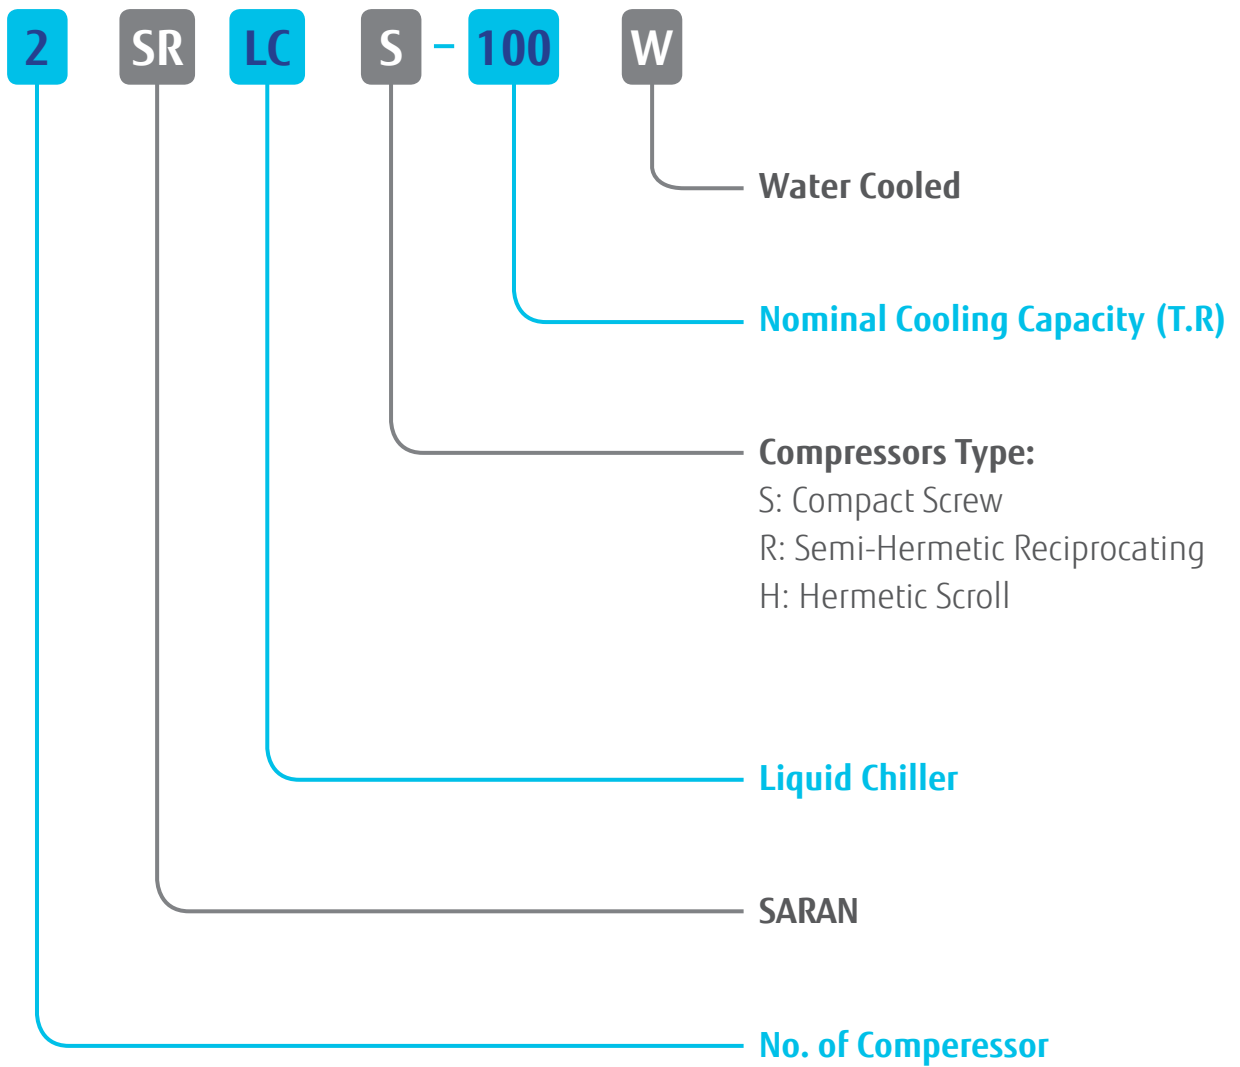 2 SR LC S – 100 W
Water Cooled
Nominal Cooling Capacity (T.R)
Compressors Type:
S: Compact Screw
R: Semi-Hermetic Reciprocating
H: Hermetic Scroll
Liquid Chiller
SARAN
No. of Comperessor